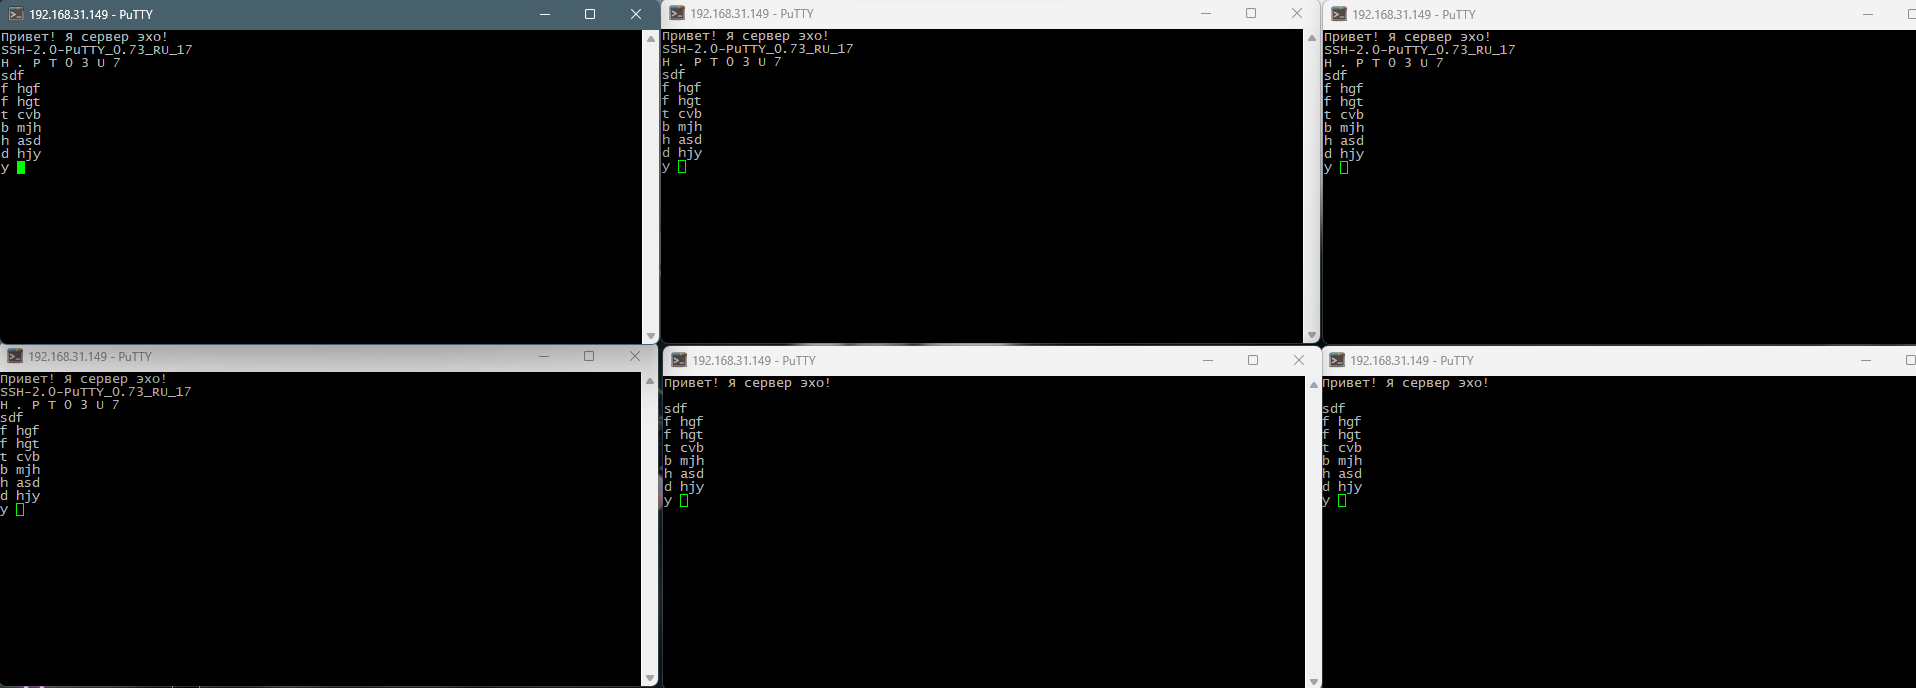 192.168.31.149 - PuTTY
Привет! Я сервер эхо!
SSH-2.0-PuTTY_0.73_RU_17
H . P T 0 3 U 7
sdf
f hgf
f hgt
t cvb
b mjh
h asd
d hjy
y
192.168.31.149 - PuTTY
Привет! Я сервер эхо!
SSH-2.0-PuTTY_0.73_RU_17
H . P T 0 3 U 7
sdf
f hgf
f hgt
t cvb
b mjh
h asd
d hjy
y
192.168.31.149 - PuTTY
Привет! Я сервер эхо!
SSH-2.0-PuTTY_0.73_RU_17
H . P T 0 3 U 7
sdf
f hgf
f hgt
t cvb
b mjh
h asd
d hjy
y
192.168.31.149 - PuTTY
Привет! Я сервер эхо!
SSH-2.0-PuTTY_0.73_RU_17
H . P T 0 3 U 7
sdf
f hgf
f hgt
t cvb
b mjh
h asd
d hjy
y
192.168.31.149 - PuTTY
Привет! Я сервер эхо!
sdf
f hgf
f hgt
t cvb
b mjh
h asd
d hjy
y
192.168.31.149 - PuTTY
Привет! Я сервер эхо!
sdf
f hgf
f hgt
t cvb
b mjh
h asd
d hjy
y